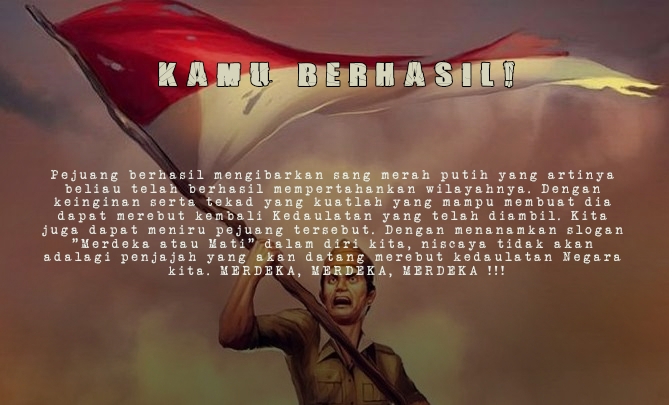 KAMU BERHASIL!
Pejuang berhasil mengibarkan sang merah putih yang artinya
beliau telah berhasil mempertahankan wilayahnya. Dengan
keinginan serta tekad yang kuatlah yang mampu membuat dia
dapat merebut kembali Kedaulatan yang telah diambil. Kita
juga dapat meniru pejuang tersebut. Dengan menanamkan slogan
"Merdeka atau Mati" dalam diri kita, niscaya tidak akan
adalagi penjajah yang akan datang merebut kedaulatan Negara
kita. MERDEKA, MERDEKA, MERDEKA !!!